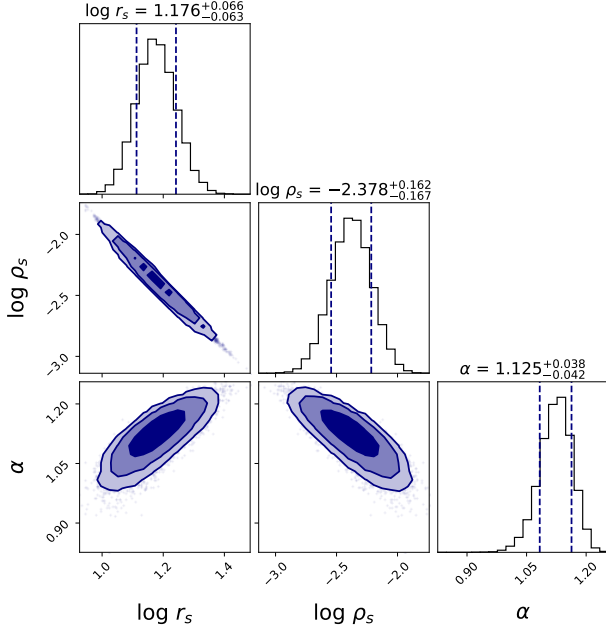 log r_s = 1.176^{+0.066}_{−0.063}
log ρ_s = −2.378^{+0.162}_{−0.167}
−2.0
−2.5
−3.0
log ρ_s
α = 1.125^{+0.038}_{−0.042}
1.20
1.05
0.90
α
1.0 1.2 1.4 −3.0 −2.5 −2.0 0.90 1.05 1.20
log r_s log ρ_s α